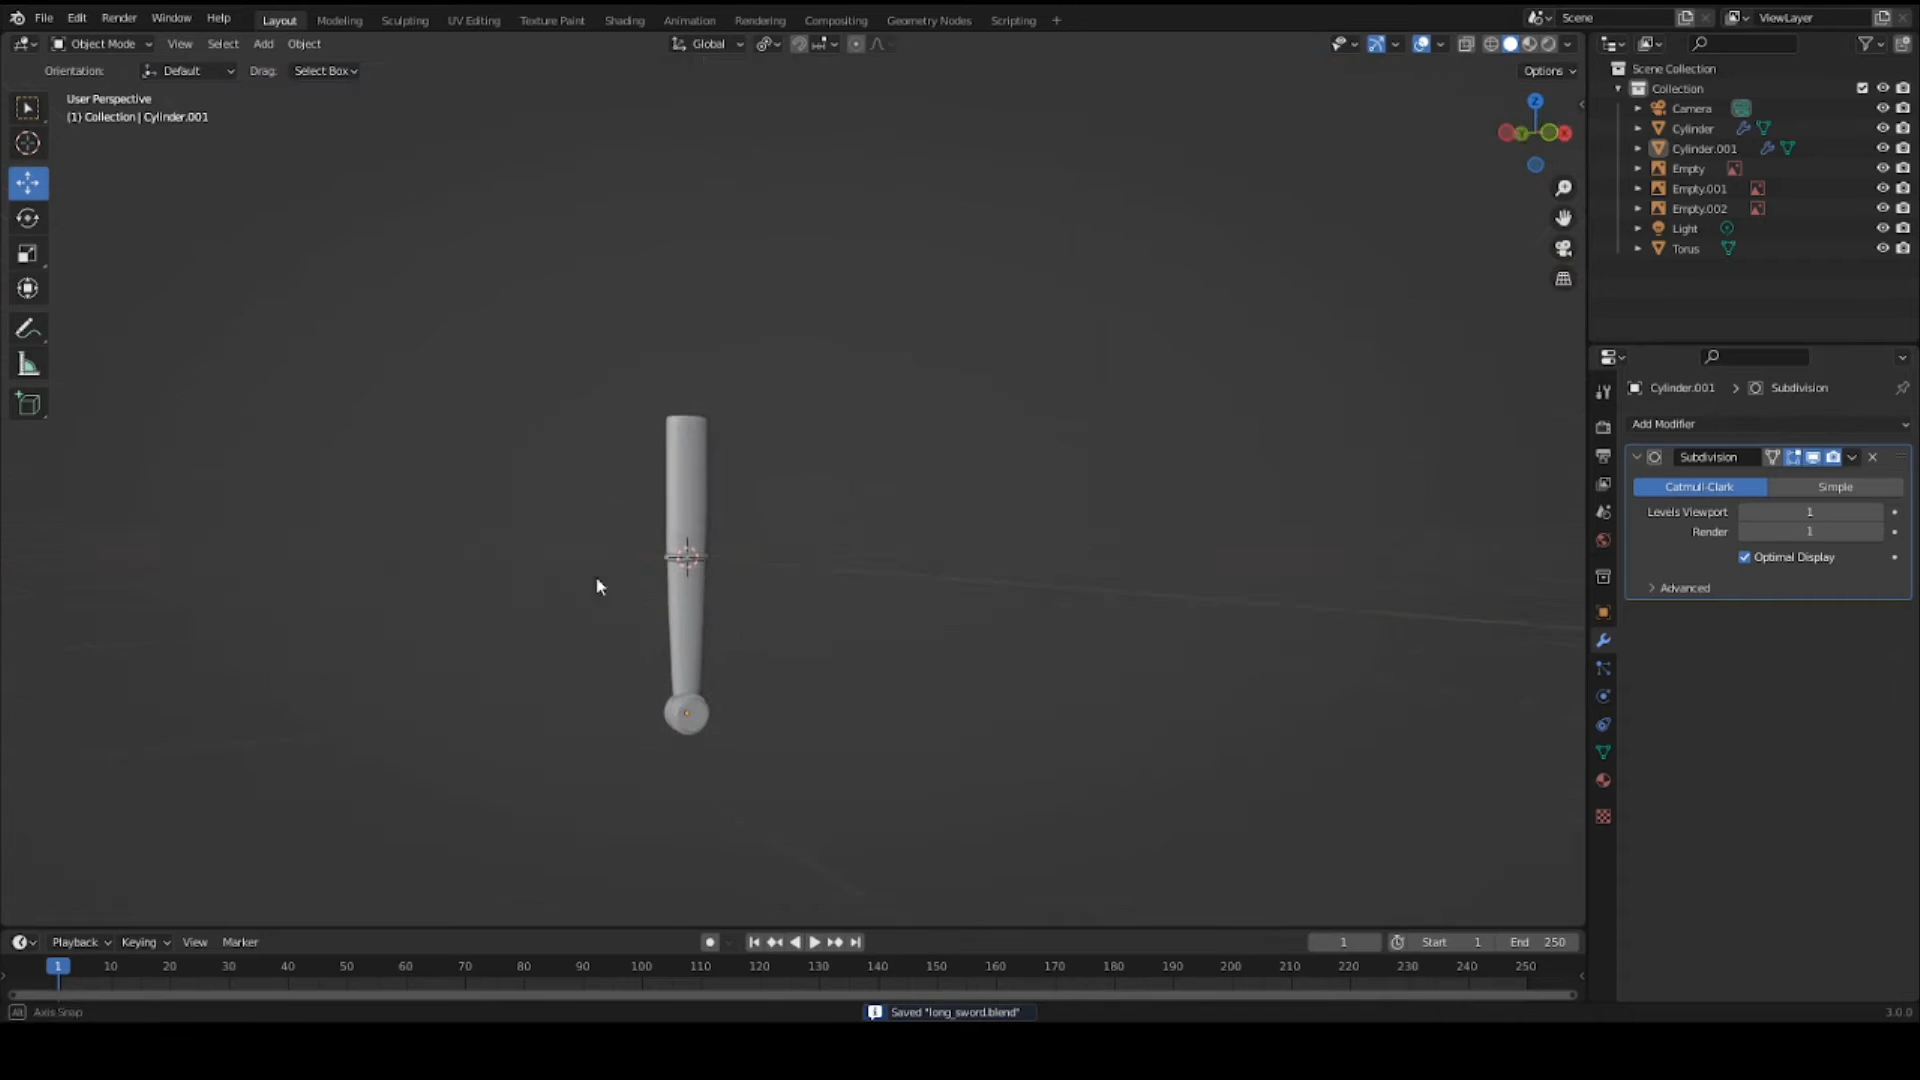 File Edit Render Window Help Layout Modeling Sculpting UV Editing Texture Paint Shading Animation Rendering Compositing Geometry Nodes Scripting + Scene ViewLayer
Object Mode View Select Add Object Global
Orientation: Default Drag: Select Box Options
User Perspective
(1) Collection | Cylinder.001
Z
Y X
Scene Collection
Collection
Camera
Cylinder
Cylinder.001
Empty
Empty.001
Empty.002
Light
Torus
Cylinder.001 > Subdivision
Add Modifier
Subdivision
Catmull-Clark Simple
Levels Viewport 1
Render 1
Optimal Display
Advanced
Playback Keying View Marker 1 Start 1 End 250
1 10 20 30 40 50 60 70 80 90 100 110 120 130 140 150 160 170 180 190 200 210 220 230 240 250
Alt Axis Snap Saved "long_sword.blend" 3.0.0